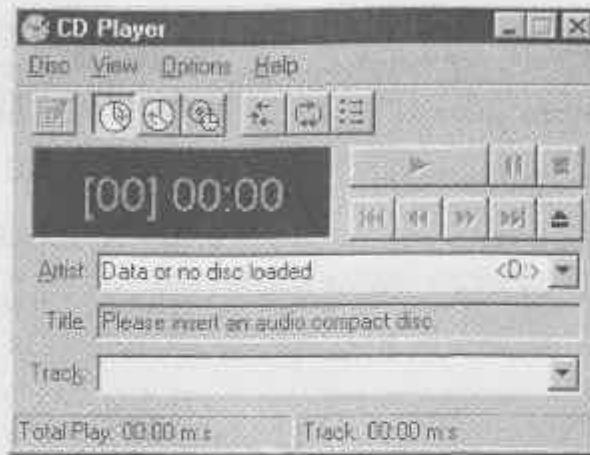 CD Player
Disc View Options Help
[00] 00:00
Artist: Data or no disc loaded <D:>
Title: Please insert an audio compact disc
Track:
Total Play: 00:00 m:s Track: 00:00 m:s